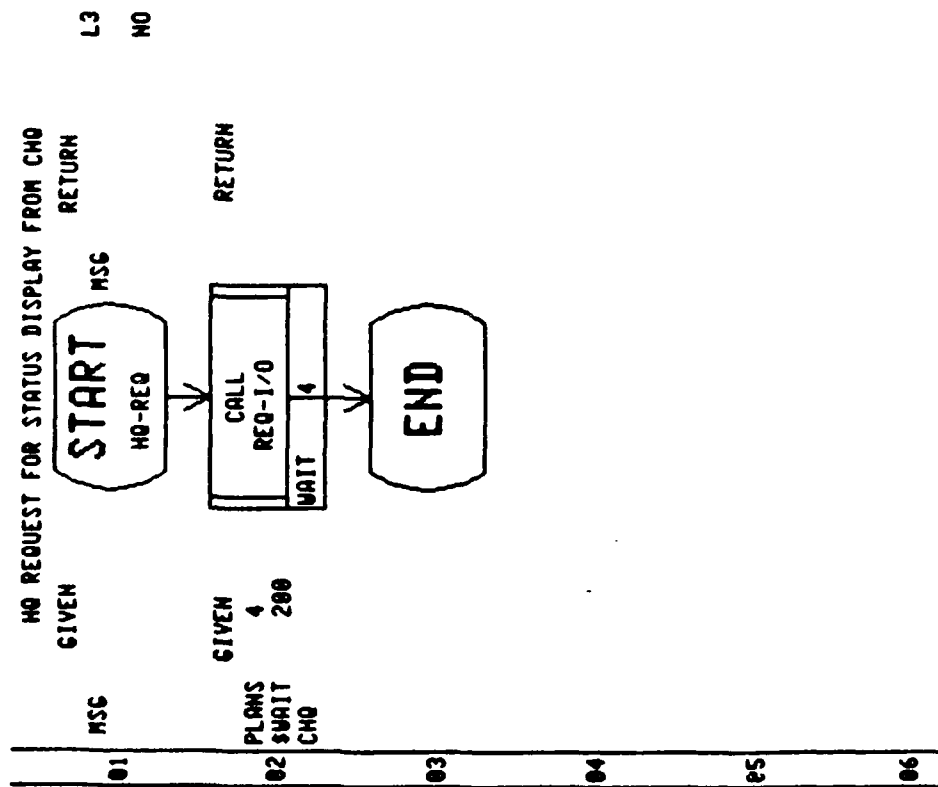 HQ REQUEST FOR STATUS DISPLAY FROM CHQ
GIVEN RETURN
MSG START MSG L3
01 HQ-REQ NO
GIVEN RETURN
PLANS 4 CALL
02 $WAIT 200 REQ-I/O
CHQ WAIT 4
03 END
04
05
06